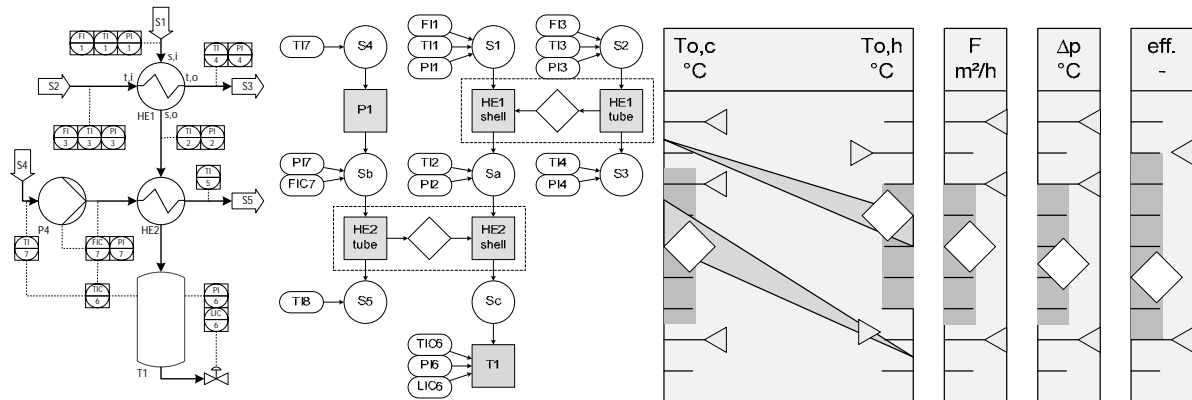 S1
FI
1
TI
1
PI
1
s,i
TI
4
PI
4
S2
t,i
t,o
S3
HE1
s,o
FI
3
TI
3
PI
3
TI
2
PI
2
S4
TI
5
S5
P4
HE2
TI
7
FIC
7
PI
7
TIC
6
PI
6
LIC
6
T1
TI7
S4
FI1
TI1
PI1
S1
FI3
TI3
PI3
S2
P1
HE1
shell
HE1
tube
PI7
FIC7
Sb
TI2
PI2
Sa
TI4
PI4
S3
HE2
tube
HE2
shell
TI8
S5
Sc
TIC6
PI6
LIC6
T1
To,c
°C
To,h
°C
F
m²/h
Δp
°C
eff.
-